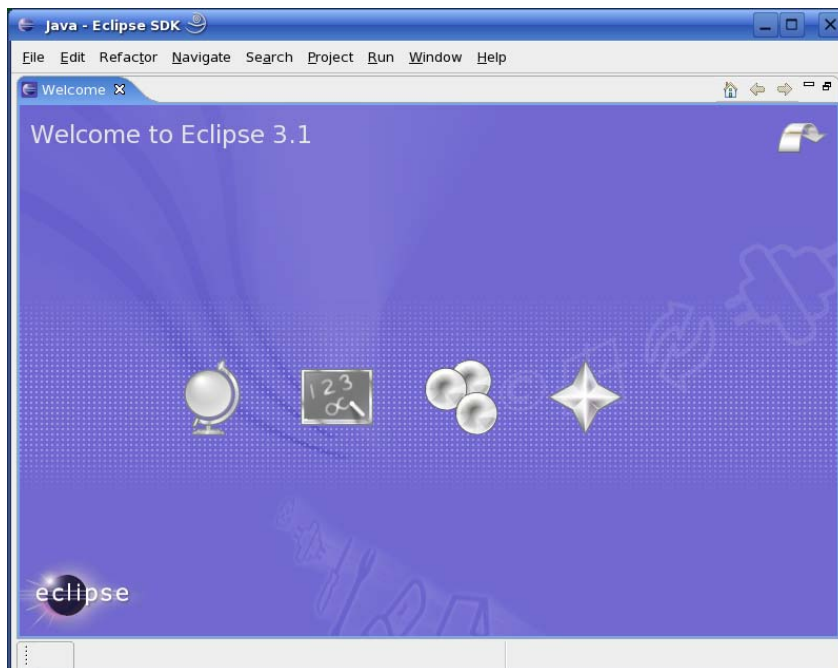 Java - Eclipse SDK
File Edit Refactor Navigate Search Project Run Window Help
Welcome
Welcome to Eclipse 3.1
123
eclipse